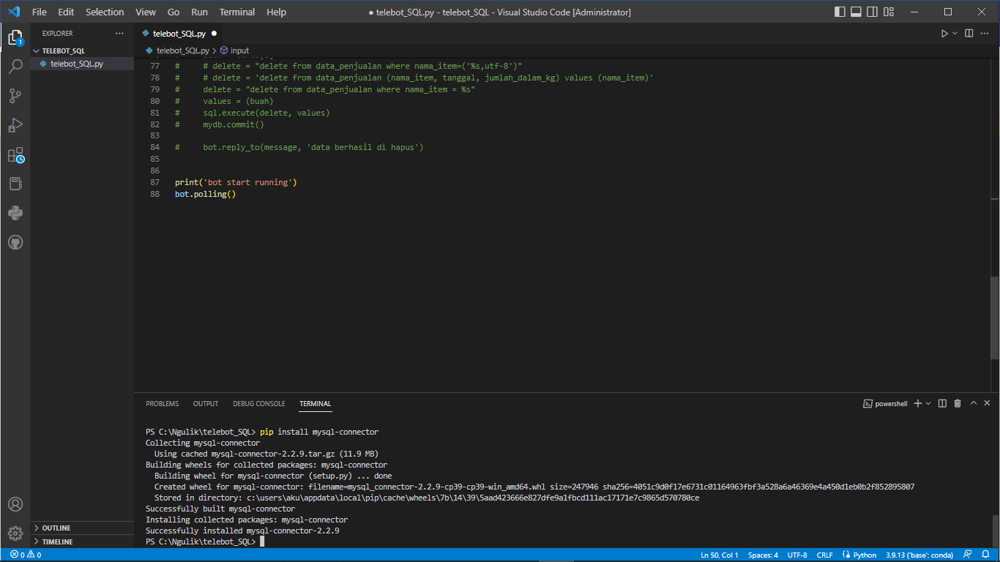 File Edit Selection View Go Run Terminal Help
● telebot_SQL.py - telebot_SQL - Visual Studio Code [Administrator]
1
EXPLORER ···
TELEBOT_SQL
telebot_SQL.py
OUTLINE
TIMELINE
telebot_SQL.py ●
telebot_SQL.py > input
77 #     # delete = "delete from data_penjualan where nama_item=('%s,utf-8')"
78 #     # delete = 'delete from data_penjualan (nama_item, tanggal, jumlah_dalam_kg) values (nama_item)'
79 #     delete = "delete from data_penjualan where nama_item = %s"
80 #     values = (buah)
81 #     sql.execute(delete, values)
82 #     mydb.commit()
83
84 #     bot.reply_to(message, 'data berhasil di hapus')
85
86
87 print('bot start running')
88 bot.polling()
PROBLEMS OUTPUT DEBUG CONSOLE TERMINAL
powershell
PS C:\Ngulik\telebot_SQL> pip install mysql-connector
Collecting mysql-connector
  Using cached mysql-connector-2.2.9.tar.gz (11.9 MB)
Building wheels for collected packages: mysql-connector
  Building wheel for mysql-connector (setup.py) ... done
  Created wheel for mysql-connector: filename=mysql_connector-2.2.9-cp39-cp39-win_amd64.whl size=247946 sha256=4051c9d0f17e6731c01164963fbf3a528a6a46369e4a450d1eb0b2f852895807
  Stored in directory: c:\users\aku\appdata\local\pip\cache\wheels\7b\14\39\5aad423666e827dfe9a1fbcd111ac17171e7c9865d570780ce
Successfully built mysql-connector
Installing collected packages: mysql-connector
Successfully installed mysql-connector-2.2.9
PS C:\Ngulik\telebot_SQL>
0 0
Ln 50, Col 1 Spaces: 4 UTF-8 CRLF Python 3.9.13 ('base': conda)